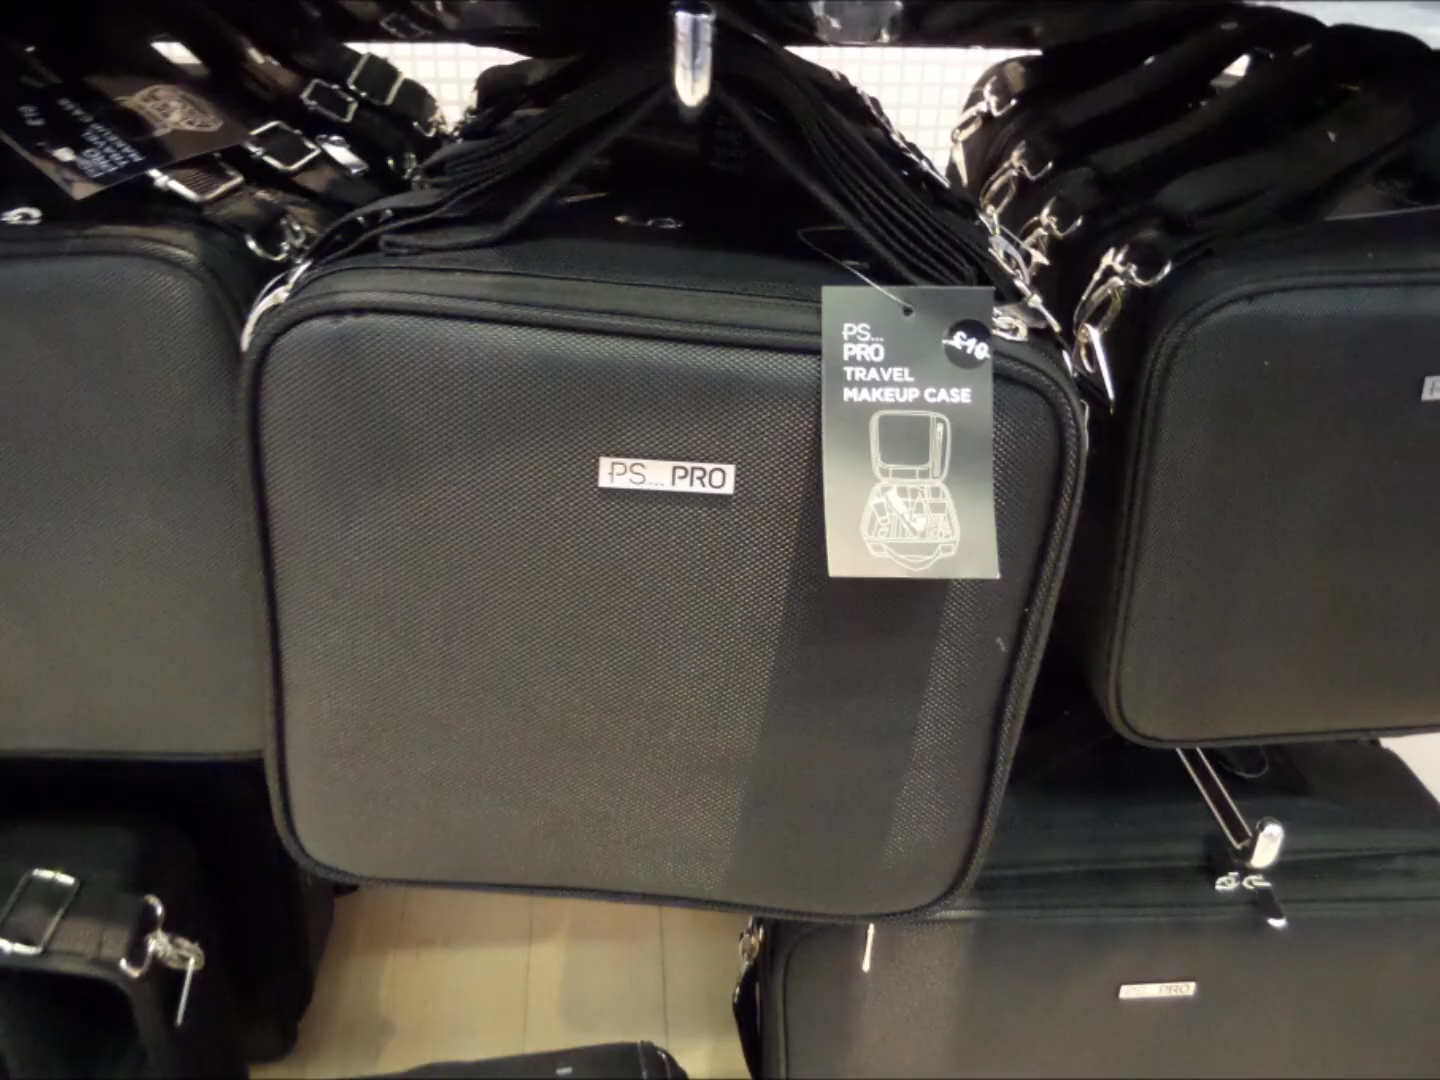 PS... PRO
PS...
PRO
TRAVEL
MAKEUP CASE
£10
PS... PRO